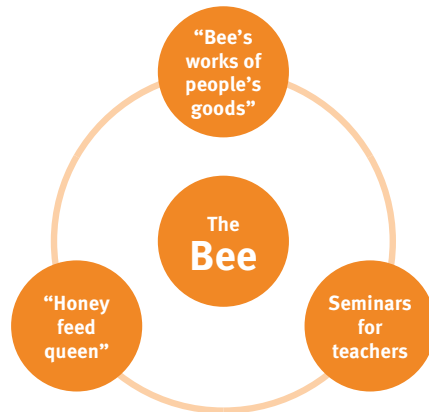 “Bee’s
works of
people’s
goods”
The
Bee
“Honey
feed
queen”
Seminars
for
teachers